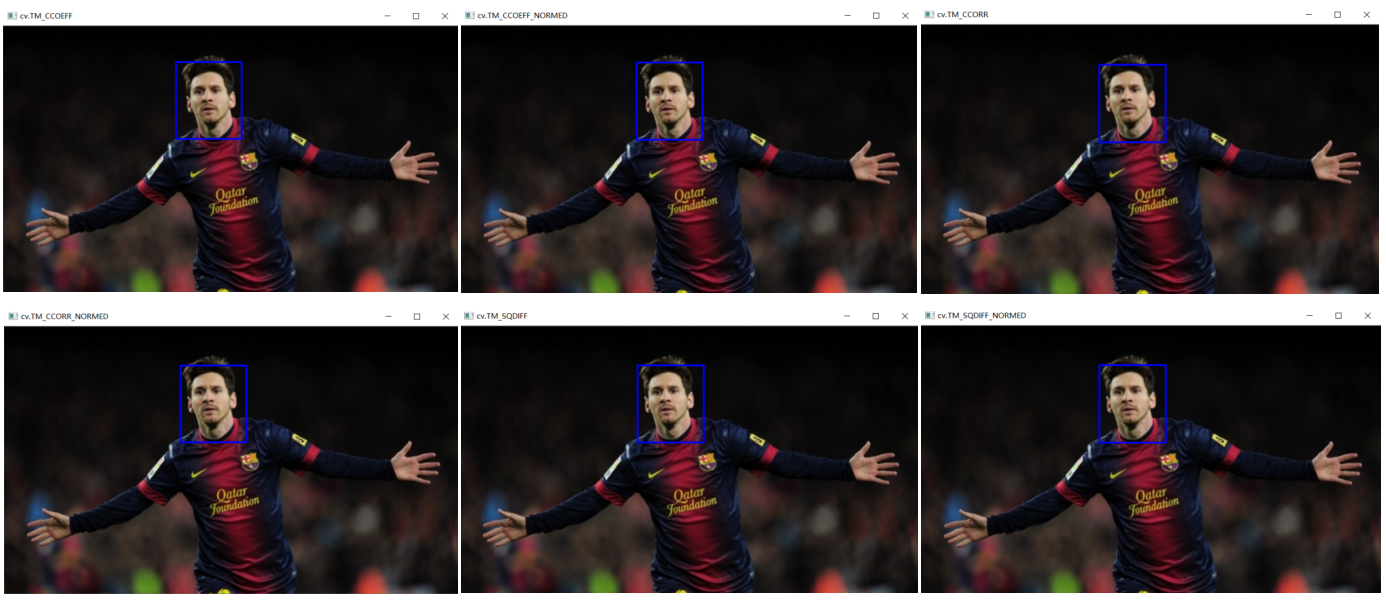 cv.TM_CCOEFF
cv.TM_CCOEFF_NORMED
cv.TM_CCORR
Qatar
Foundation
Qatar
Foundation
Qatar
Foundation
cv.TM_CCORR_NORMED
cv.TM_SQDIFF
cv.TM_SQDIFF_NORMED
Qatar
Foundation
Qatar
Foundation
Qatar
Foundation